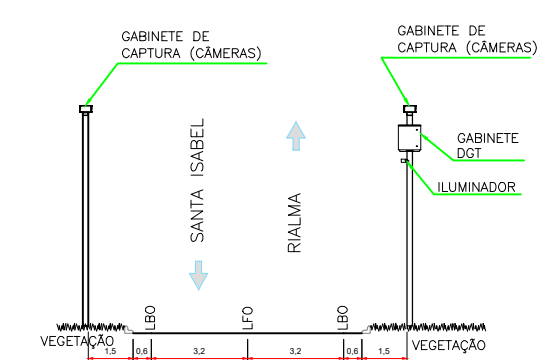 GABINETE DE
CAPTURA (CÂMERAS)
GABINETE DE
CAPTURA (CÂMERAS)
SANTA ISABEL
RIALMA
GABINETE
DGT
ILUMINADOR
LBO
LFO
LBO
VEGETAÇÃO
VEGETAÇÃO
1,5 0,6 3,2 3,2 0,6 1,5